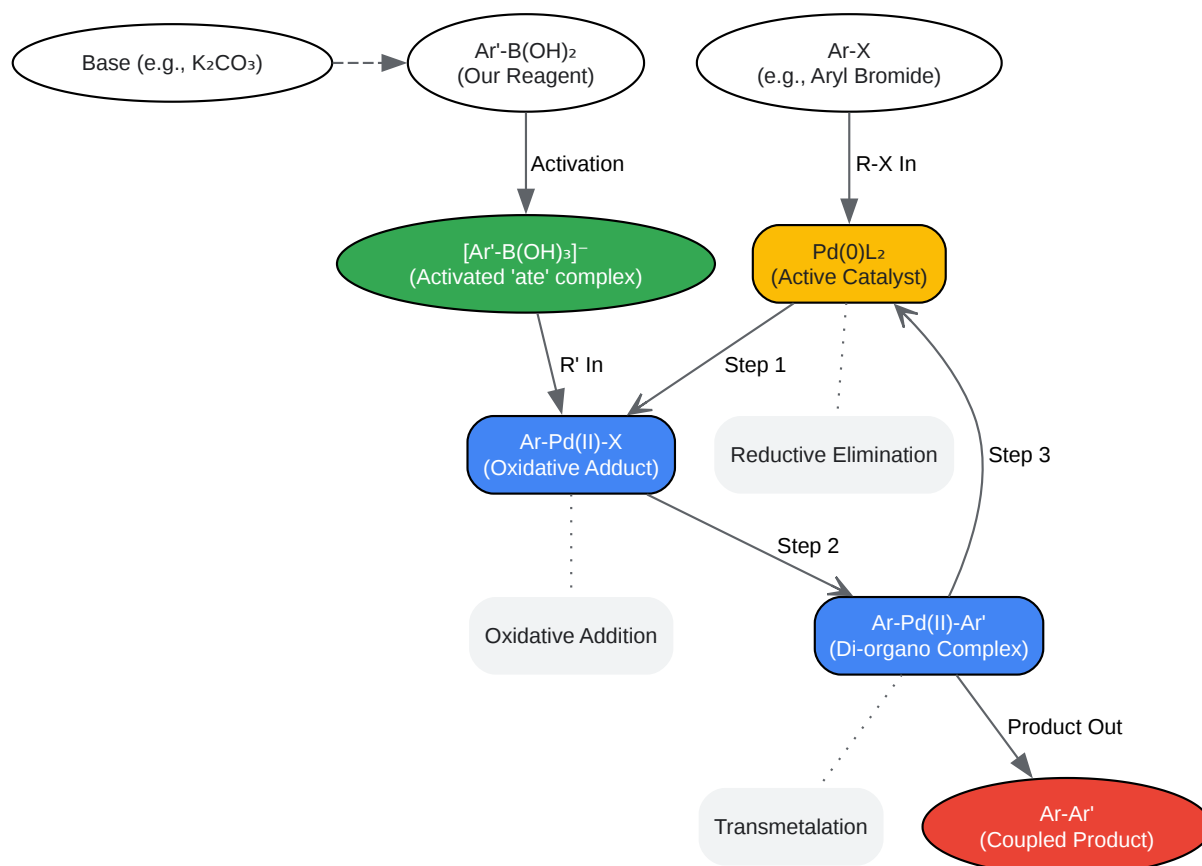 Base (e.g., K₂CO₃)
Ar'-B(OH)₂
(Our Reagent)
Ar-X
(e.g., Aryl Bromide)
Activation
R-X In
[Ar'-B(OH)₃]⁻
(Activated 'ate' complex)
Pd(0)L₂
(Active Catalyst)
R' In
Step 1
Ar-Pd(II)-X
(Oxidative Adduct)
Reductive Elimination
Step 3
Step 2
Oxidative Addition
Ar-Pd(II)-Ar'
(Di-organo Complex)
Product Out
Transmetalation
Ar-Ar'
(Coupled Product)